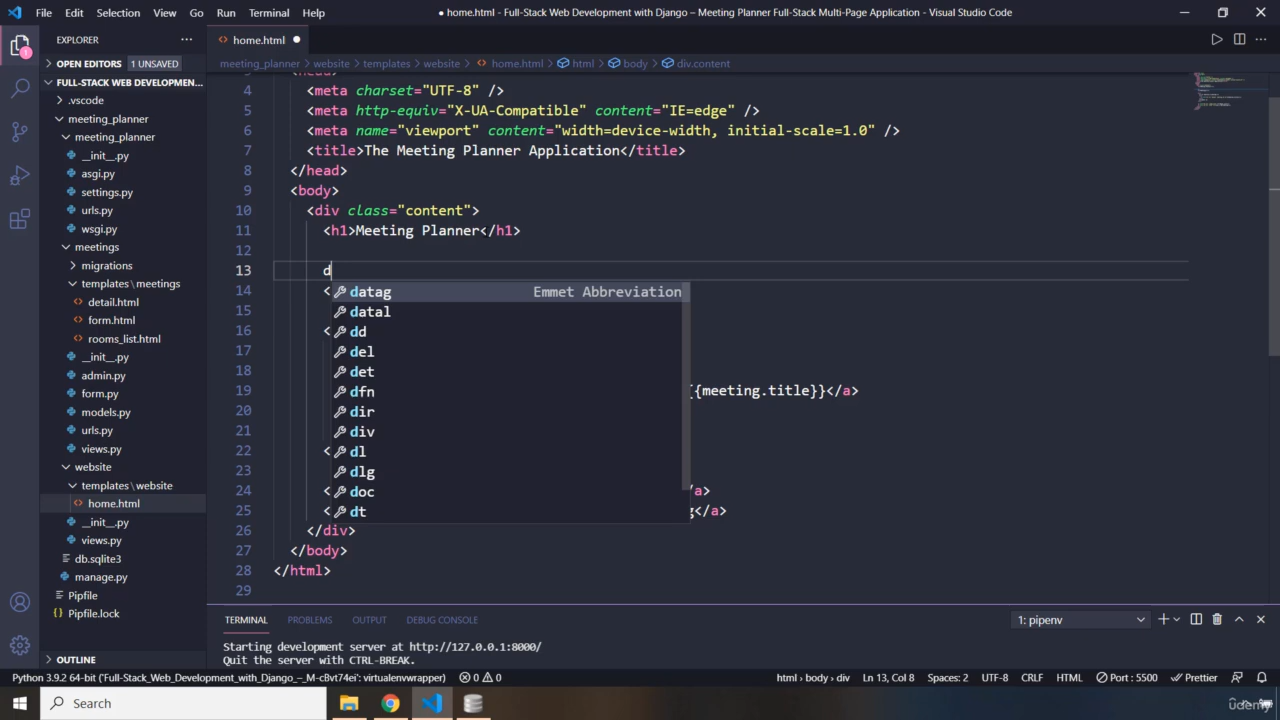 File Edit Selection View Go Run Terminal Help
● home.html - Full-Stack Web Development with Django – Meeting Planner Full-Stack Multi-Page Application - Visual Studio Code
EXPLORER
OPEN EDITORS 1 UNSAVED
FULL-STACK WEB DEVELOPMEN...
.vscode
meeting_planner
meeting_planner
__init__.py
asgi.py
settings.py
urls.py
wsgi.py
meetings
migrations
templates / meetings
detail.html
form.html
rooms_list.html
__init__.py
admin.py
form.py
models.py
urls.py
views.py
website
templates / website
home.html
__init__.py
views.py
db.sqlite3
manage.py
Pipfile
Pipfile.lock
OUTLINE
home.html ●
meeting_planner > website > templates > website > home.html > html > body > div.content
4 <meta charset="UTF-8" />
5 <meta http-equiv="X-UA-Compatible" content="IE=edge" />
6 <meta name="viewport" content="width=device-width, initial-scale=1.0" />
7 <title>The Meeting Planner Application</title>
8 </head>
9 <body>
10 <div class="content">
11 <h1>Meeting Planner</h1>
12
13 d
14 < datag Emmet Abbreviation
15 datal
16 < dd
17 del
18 det
19 dfn {{meeting.title}}</a>
20 dir
21 div
22 < dl
23 dlg
24 < doc /a>
25 < dt g</a>
26 </div>
27 </body>
28 </html>
29
TERMINAL PROBLEMS OUTPUT DEBUG CONSOLE
1: pipenv
Starting development server at http://127.0.0.1:8000/
Quit the server with CTRL-BREAK.
Python 3.9.2 64-bit ('Full-Stack_Web_Development_with_Django_–_M-cBvt74ei': virtualenvwrapper) 0 0 html › body › div Ln 13, Col 8 Spaces: 2 UTF-8 CRLF HTML Port : 5500 Prettier
Search
udemy